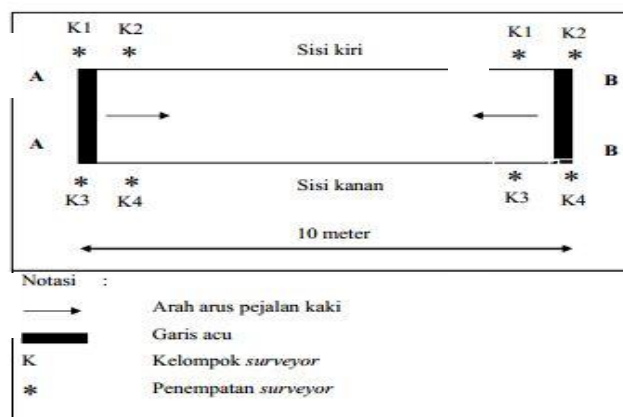 K1 K2 K1 K2
* * Sisi kiri * *
A B
A B
* * Sisi kanan * *
K3 K4 K3 K4
10 meter
Notasi :
Arah arus pejalan kaki
Garis acu
K Kelompok surveyor
* Penempatan surveyor